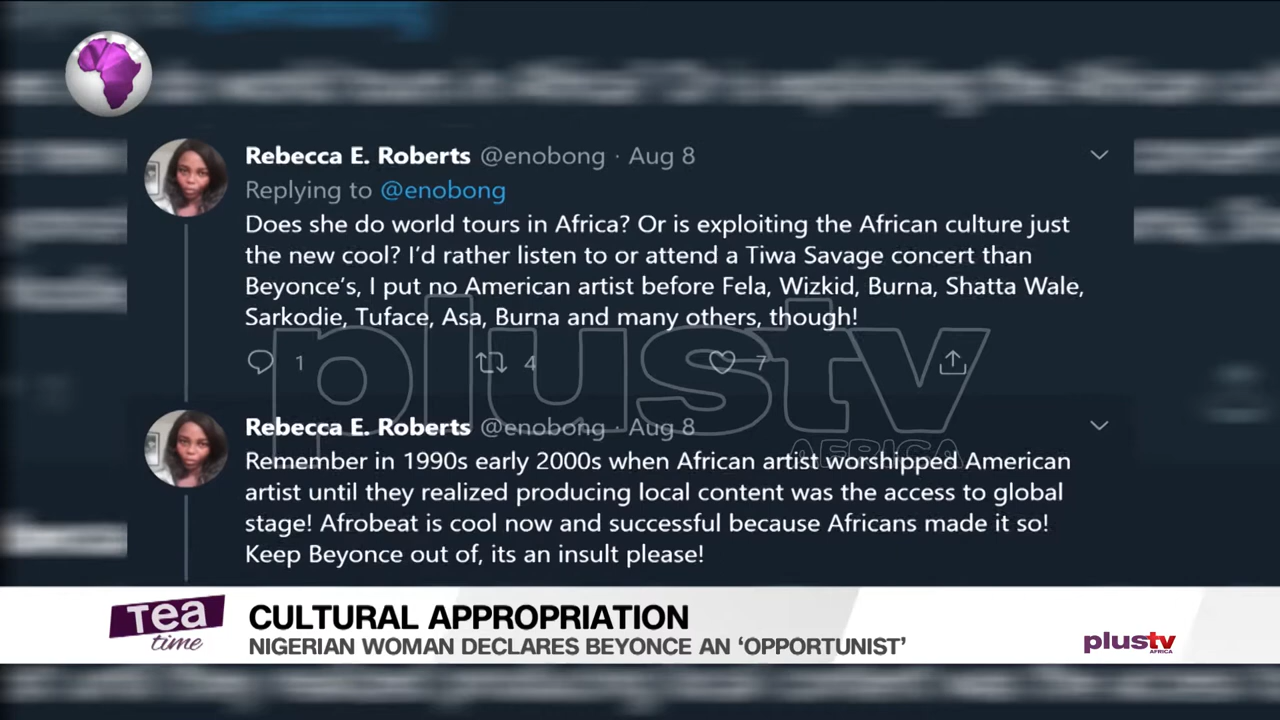 Rebecca E. Roberts @enobong · Aug 8
Replying to @enobong
Does she do world tours in Africa? Or is exploiting the African culture just
the new cool? I'd rather listen to or attend a Tiwa Savage concert than
Beyonce's, I put no American artist before Fela, Wizkid, Burna, Shatta Wale,
Sarkodie, Tuface, Asa, Burna and many others, though!
1 4 7
plustv
AFRICA
Rebecca E. Roberts @enobong · Aug 8
Remember in 1990s early 2000s when African artist worshipped American
artist until they realized producing local content was the access to global
stage! Afrobeat is cool now and successful because Africans made it so!
Keep Beyonce out of, its an insult please!
Tea
time
CULTURAL APPROPRIATION
NIGERIAN WOMAN DECLARES BEYONCE AN ‘OPPORTUNIST’
plustv
AFRICA